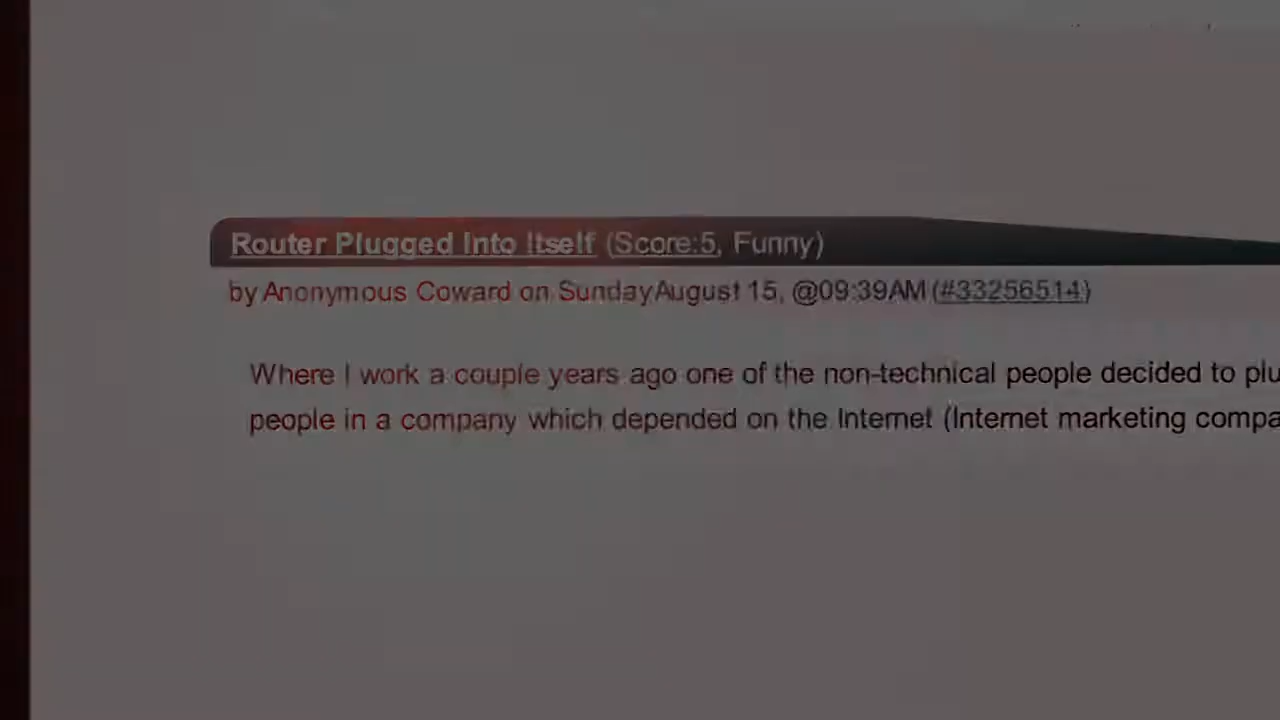 Router Plugged Into Itself (Score:5, Funny)
by Anonymous Coward on Sunday August 15, @09:39AM (#33256514)
Where I work a couple years ago one of the non-technical people decided to plu
people in a company which depended on the Internet (Internet marketing compa